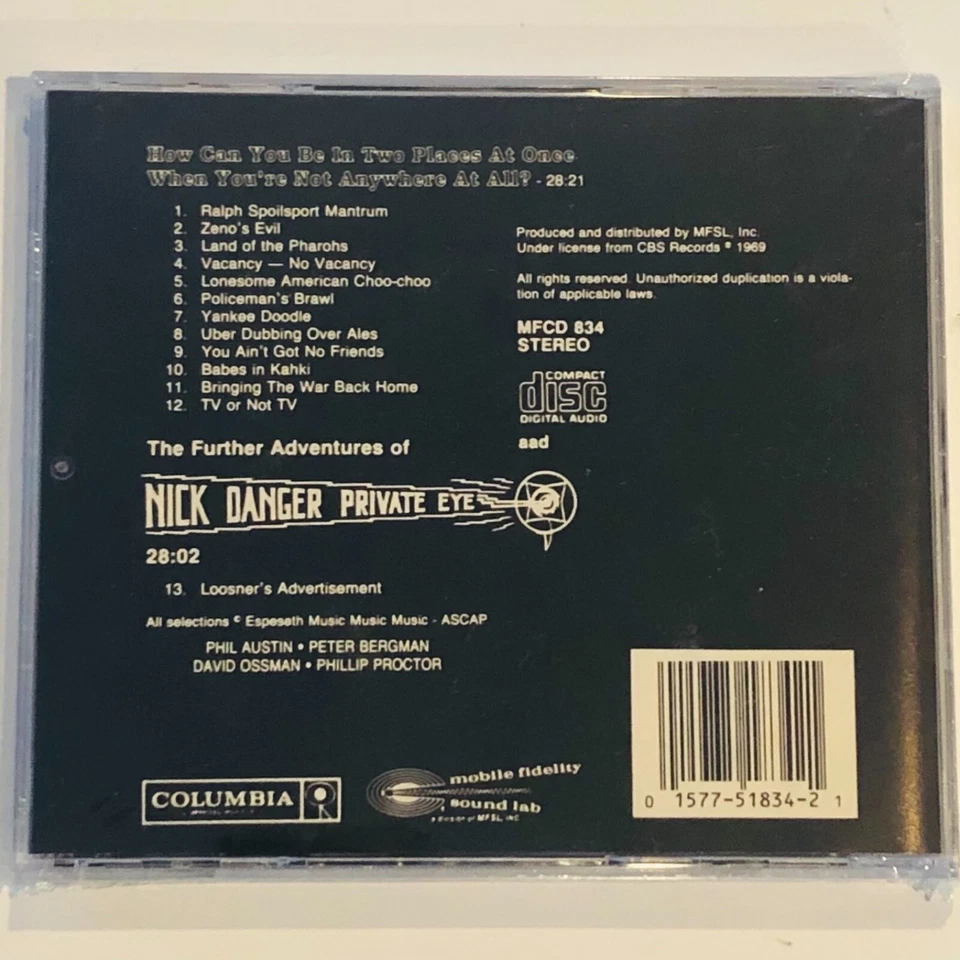 How Can You Be In Two Places At Once
When You're Not Anywhere At All? - 28:21
1. Ralph Spoilsport Mantrum
2. Zeno's Evil
3. Land of the Pharohs
4. Vacancy — No Vacancy
5. Lonesome American Choo-choo
6. Policeman's Brawl
7. Yankee Doodle
8. Uber Dubbing Over Ales
9. You Ain't Got No Friends
10. Babes in Kahki
11. Bringing The War Back Home
12. TV or Not TV
The Further Adventures of
NICK DANGER PRIVATE EYE
28:02
13. Loosner's Advertisement
All selections © Espeseth Music Music Music - ASCAP
PHIL AUSTIN • PETER BERGMAN
DAVID OSSMAN • PHILLIP PROCTOR
Produced and distributed by MFSL, Inc.
Under license from CBS Records ℗ 1969
All rights reserved. Unauthorized duplication is a viola-
tion of applicable laws.
MFCD 834
STEREO
COMPACT
disc
DIGITAL AUDIO
aad
COLUMBIA
mobile fidelity
sound lab
a division of MFSL, INC.
0 1577-51834-2 1